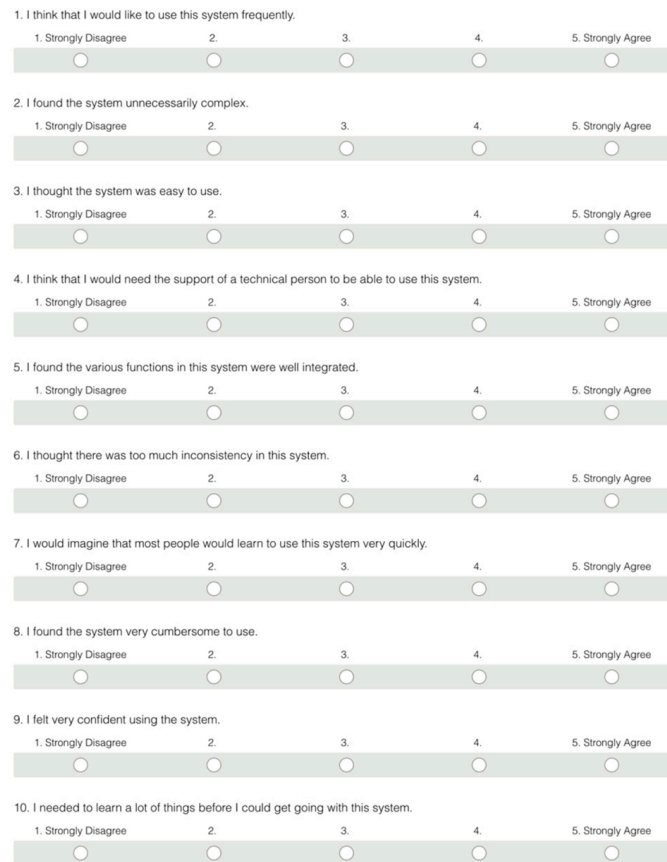 1. I think that I would like to use this system frequently.
1. Strongly Disagree 2. 3. 4. 5. Strongly Agree
2. I found the system unnecessarily complex.
1. Strongly Disagree 2. 3. 4. 5. Strongly Agree
3. I thought the system was easy to use.
1. Strongly Disagree 2. 3. 4. 5. Strongly Agree
4. I think that I would need the support of a technical person to be able to use this system.
1. Strongly Disagree 2. 3. 4. 5. Strongly Agree
5. I found the various functions in this system were well integrated.
1. Strongly Disagree 2. 3. 4. 5. Strongly Agree
6. I thought there was too much inconsistency in this system.
1. Strongly Disagree 2. 3. 4. 5. Strongly Agree
7. I would imagine that most people would learn to use this system very quickly.
1. Strongly Disagree 2. 3. 4. 5. Strongly Agree
8. I found the system very cumbersome to use.
1. Strongly Disagree 2. 3. 4. 5. Strongly Agree
9. I felt very confident using the system.
1. Strongly Disagree 2. 3. 4. 5. Strongly Agree
10. I needed to learn a lot of things before I could get going with this system.
1. Strongly Disagree 2. 3. 4. 5. Strongly Agree